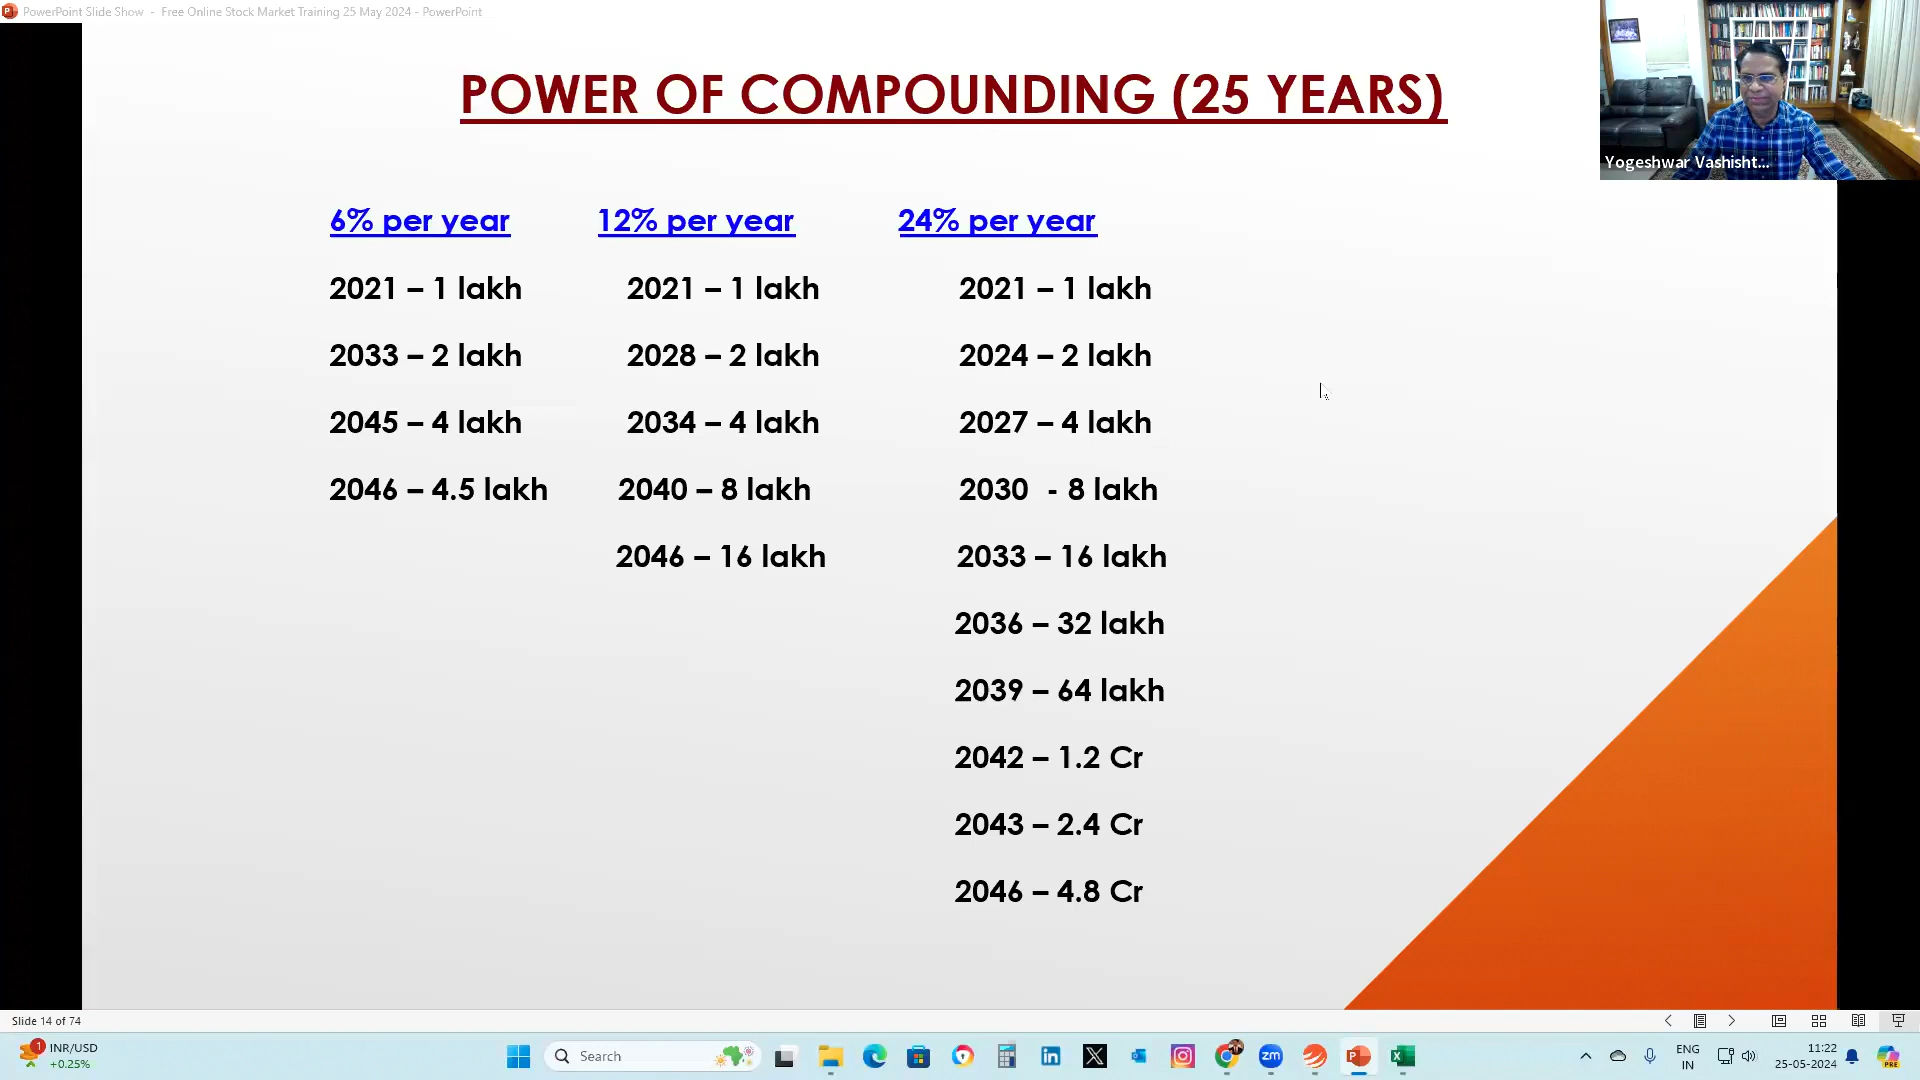 PowerPoint Slide Show - Free Online Stock Market Training 25 May 2024 - PowerPoint
POWER OF COMPOUNDING (25 YEARS)
Yogeshwar Vashisht...
6% per year 12% per year 24% per year
2021 – 1 lakh 2021 – 1 lakh 2021 – 1 lakh
2033 – 2 lakh 2028 – 2 lakh 2024 – 2 lakh
2045 – 4 lakh 2034 – 4 lakh 2027 – 4 lakh
2046 – 4.5 lakh 2040 – 8 lakh 2030 - 8 lakh
2046 – 16 lakh 2033 – 16 lakh
2036 – 32 lakh
2039 – 64 lakh
2042 – 1.2 Cr
2043 – 2.4 Cr
2046 – 4.8 Cr
Slide 14 of 74
1 INR/USD
+0.25%
Search
zm
ENG
IN
11:22
25-05-2024
PRE